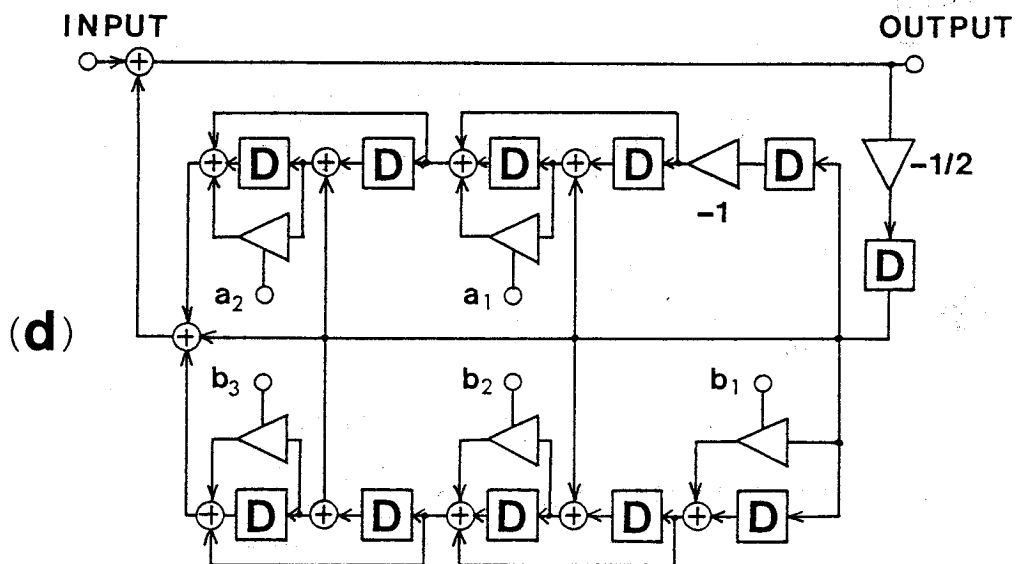 INPUT OUTPUT
D D D D D
-1/2
-1
D
a₂ a₁
(d)
b₃ b₂ b₁
D D D D D